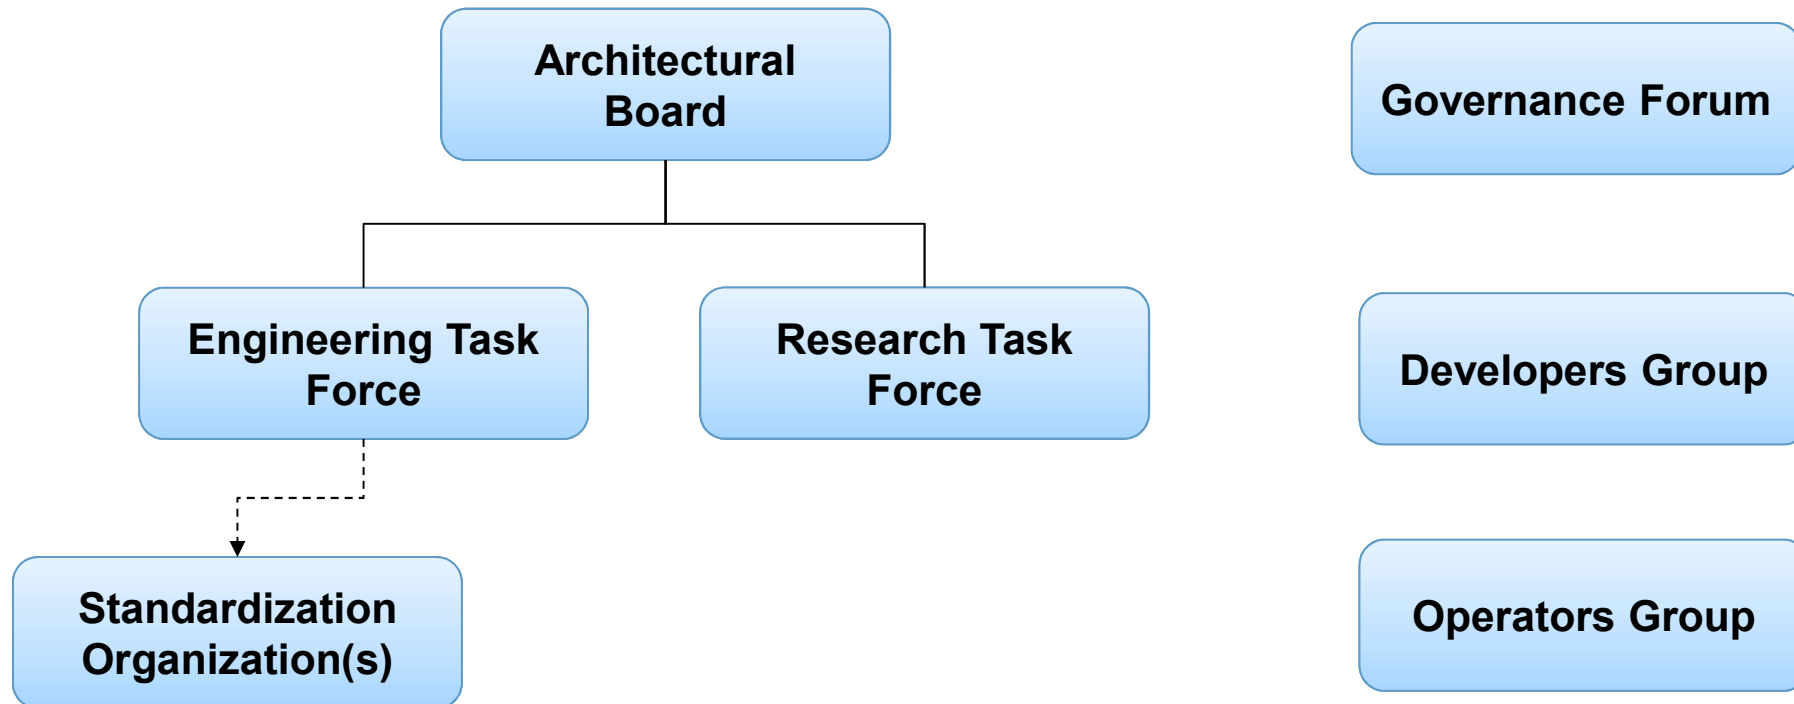 Architectural
Board
Governance Forum
Engineering Task
Force
Research Task
Force
Developers Group
Standardization
Organization(s)
Operators Group